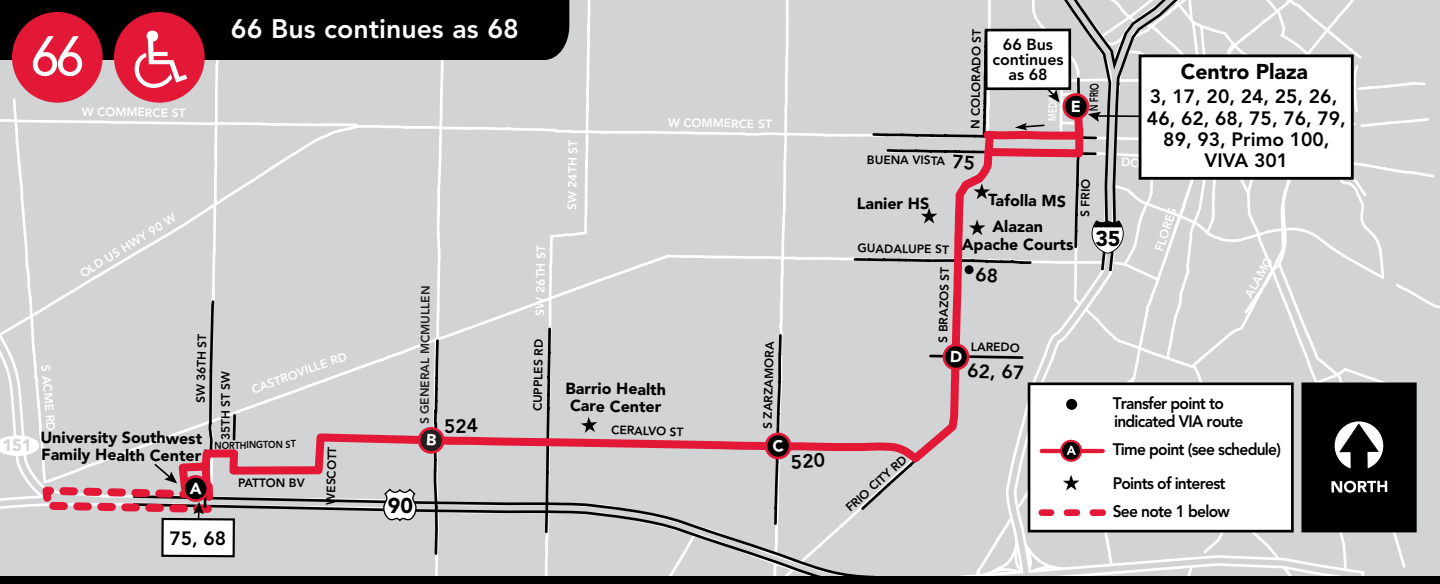 66
66 Bus continues as 68
W COMMERCE ST
W COMMERCE ST
OLD US HWY 90 W
S ACME RD
151
CASTROVILLE RD
SW 24TH ST
SW 26TH ST
SW 36TH ST
35TH ST SW
S GENERAL MCMULLEN
CUPPLES RD
S ZARZAMORA
N COLORADO ST
66 Bus
continues
as 68
E
N FRIO
Centro Plaza
3, 17, 20, 24, 25, 26,
46, 62, 68, 75, 76, 79,
89, 93, Primo 100,
VIVA 301
BUENA VISTA 75
S FRIO
Lanier HS
Tafolla MS
Alazan
Apache Courts
35
FLORES
ALAMO
GUADALUPE ST
68
S BRAZOS ST
D
LAREDO
62, 67
Barrio Health
Care Center
CERALVO ST
B
524
C
520
FRIO CITY RD
University Southwest
Family Health Center
NORTHINGTON ST
PATTON BV
WESCOTT
A
75, 68
90
Transfer point to
indicated VIA route
A
Time point (see schedule)
Points of interest
See note 1 below
NORTH